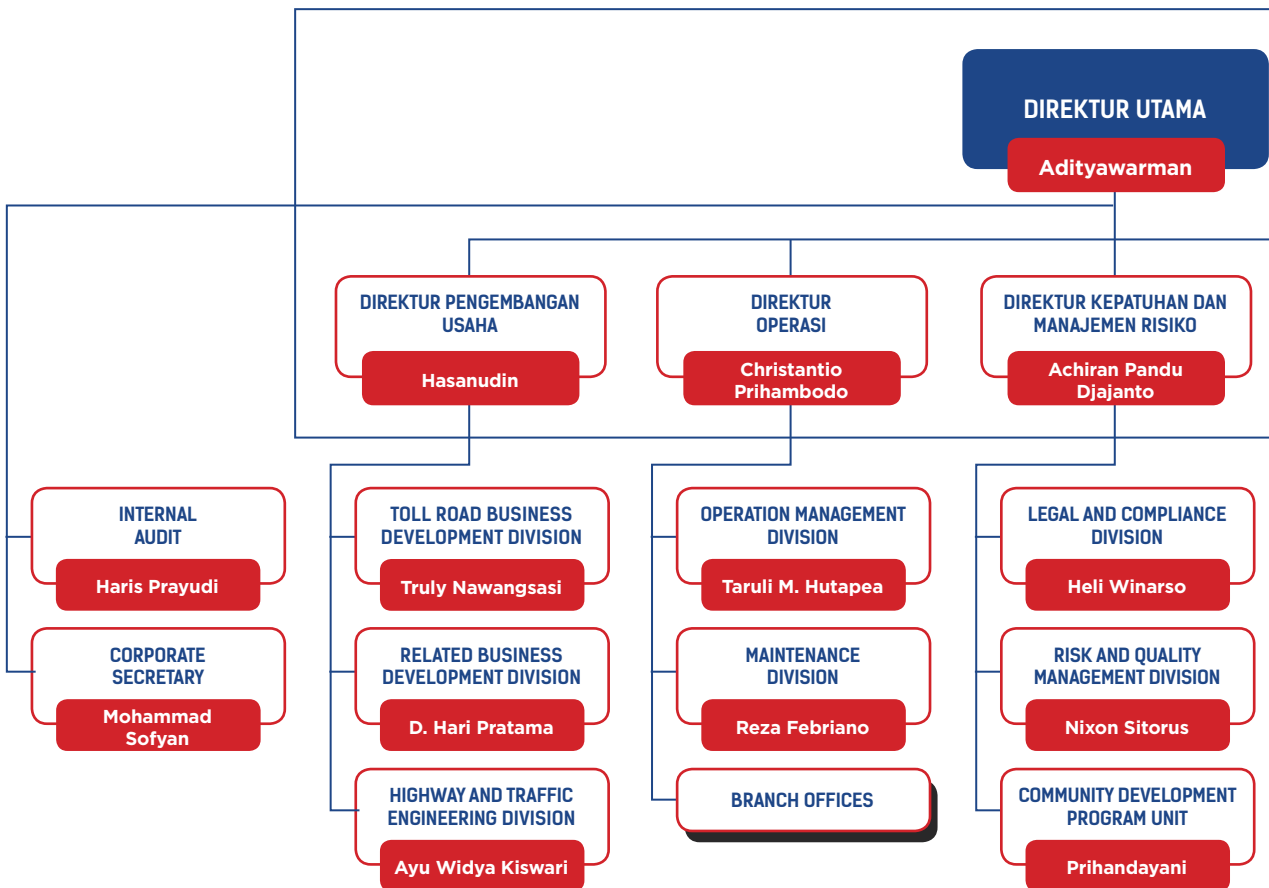 DIREKTUR UTAMA
Adityawarman
DIREKTUR PENGEMBANGAN
USAHA
Hasanudin
DIREKTUR
OPERASI
Christantio
Prihambodo
DIREKTUR KEPATUHAN DAN
MANAJEMEN RISIKO
Achiran Pandu
Djajanto
INTERNAL
AUDIT
Haris Prayudi
CORPORATE
SECRETARY
Mohammad
Sofyan
TOLL ROAD BUSINESS
DEVELOPMENT DIVISION
Truly Nawangsasi
RELATED BUSINESS
DEVELOPMENT DIVISION
D. Hari Pratama
HIGHWAY AND TRAFFIC
ENGINEERING DIVISION
Ayu Widya Kiswari
OPERATION MANAGEMENT
DIVISION
Taruli M. Hutapea
MAINTENANCE
DIVISION
Reza Febriano
BRANCH OFFICES
LEGAL AND COMPLIANCE
DIVISION
Heli Winarso
RISK AND QUALITY
MANAGEMENT DIVISION
Nixon Sitorus
COMMUNITY DEVELOPMENT
PROGRAM UNIT
Prihandayani